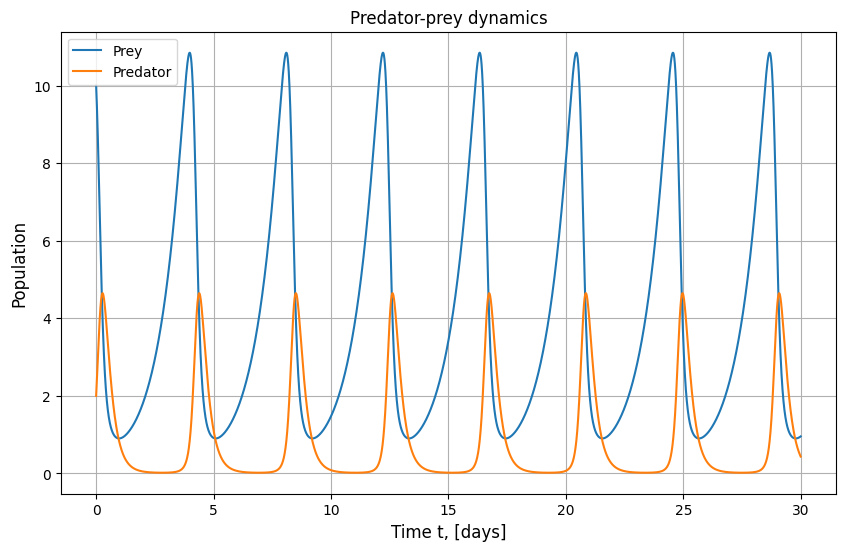 Predator-prey dynamics
Prey
Predator
Population
10
8
6
4
2
0
0 5 10 15 20 25 30
Time t, [days]